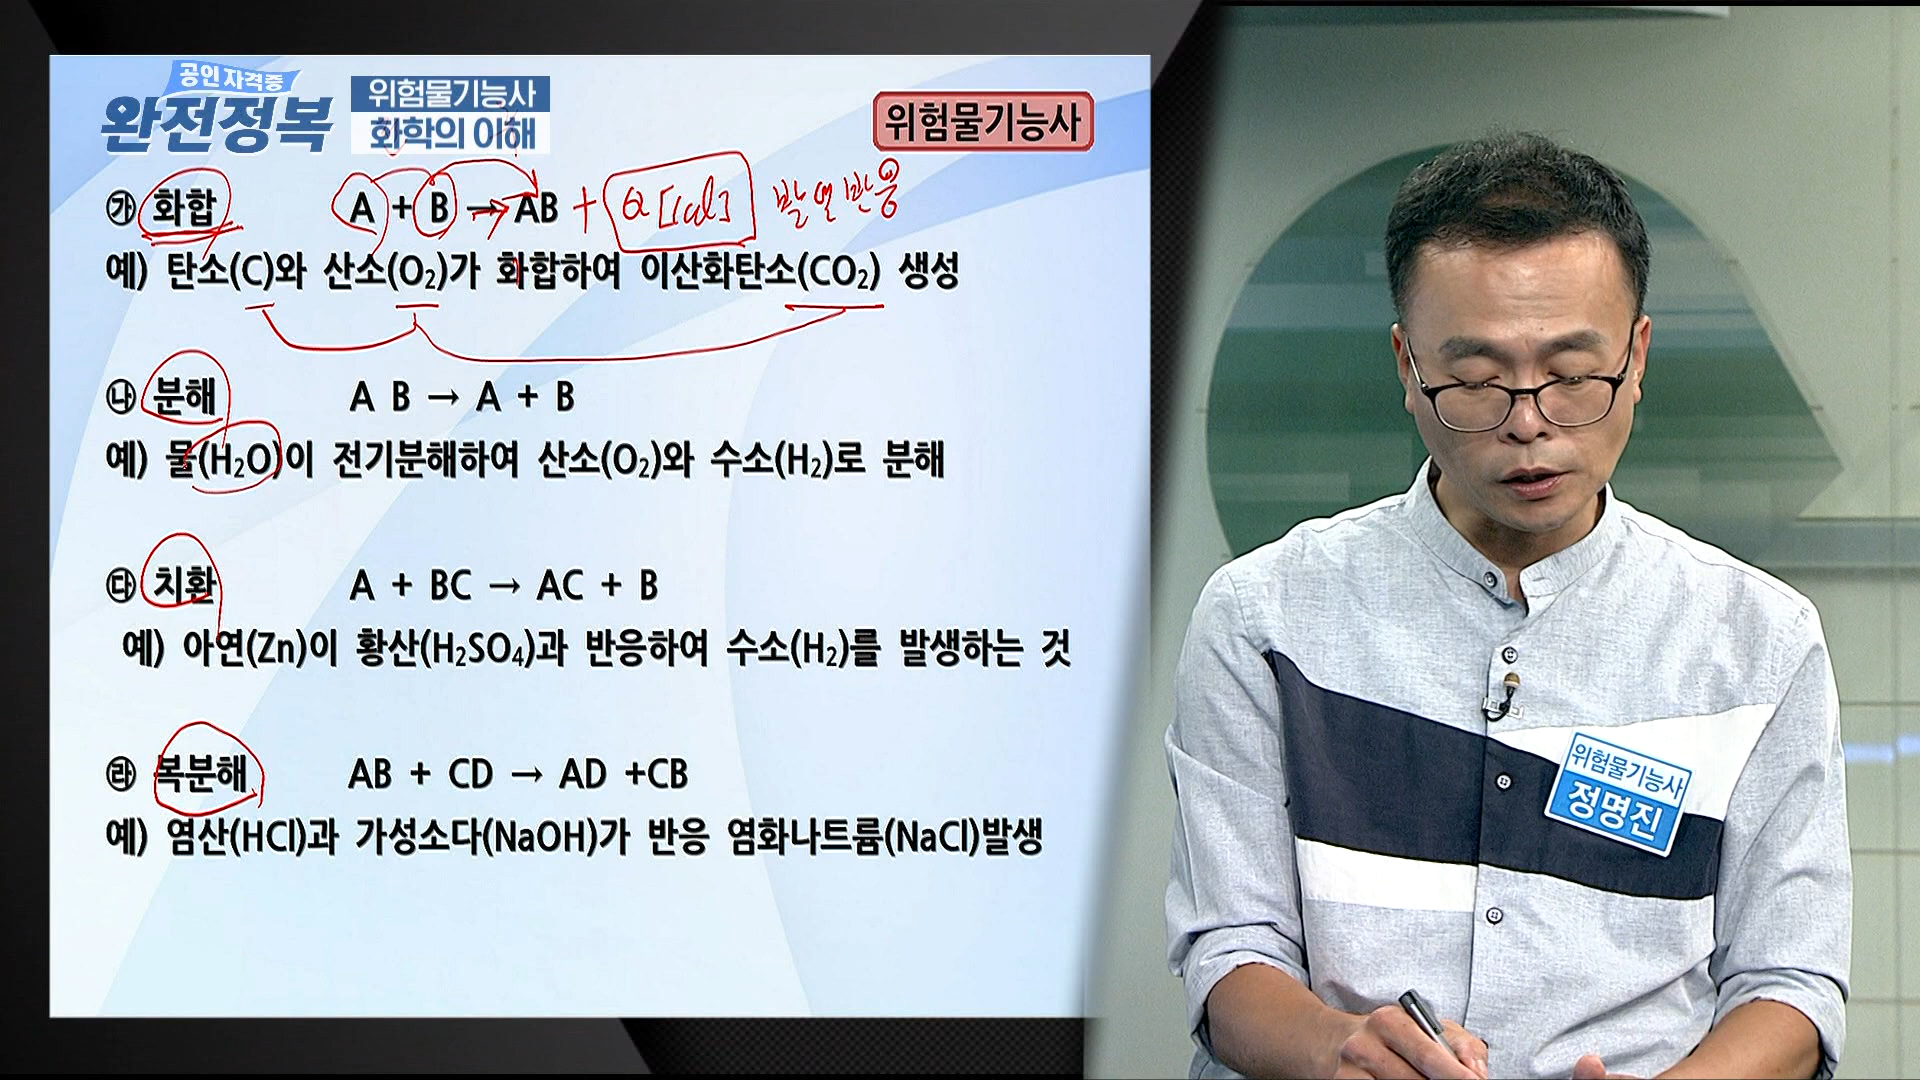 공인 자격증
완전정복
위험물기능사
화학의 이해
위험물기능사
㉮ 화합 A + B → AB + Q [cal] 발열반응
예) 탄소(C)와 산소(O₂)가 화합하여 이산화탄소(CO₂) 생성
㉯ 분해 A B → A + B
예) 물(H₂O)이 전기분해하여 산소(O₂)와 수소(H₂)로 분해
㉰ 치환 A + BC → AC + B
예) 아연(Zn)이 황산(H₂SO₄)과 반응하여 수소(H₂)를 발생하는 것
㉱ 복분해 AB + CD → AD +CB
예) 염산(HCl)과 가성소다(NaOH)가 반응 염화나트륨(NaCl)발생
위험물기능사
정명진